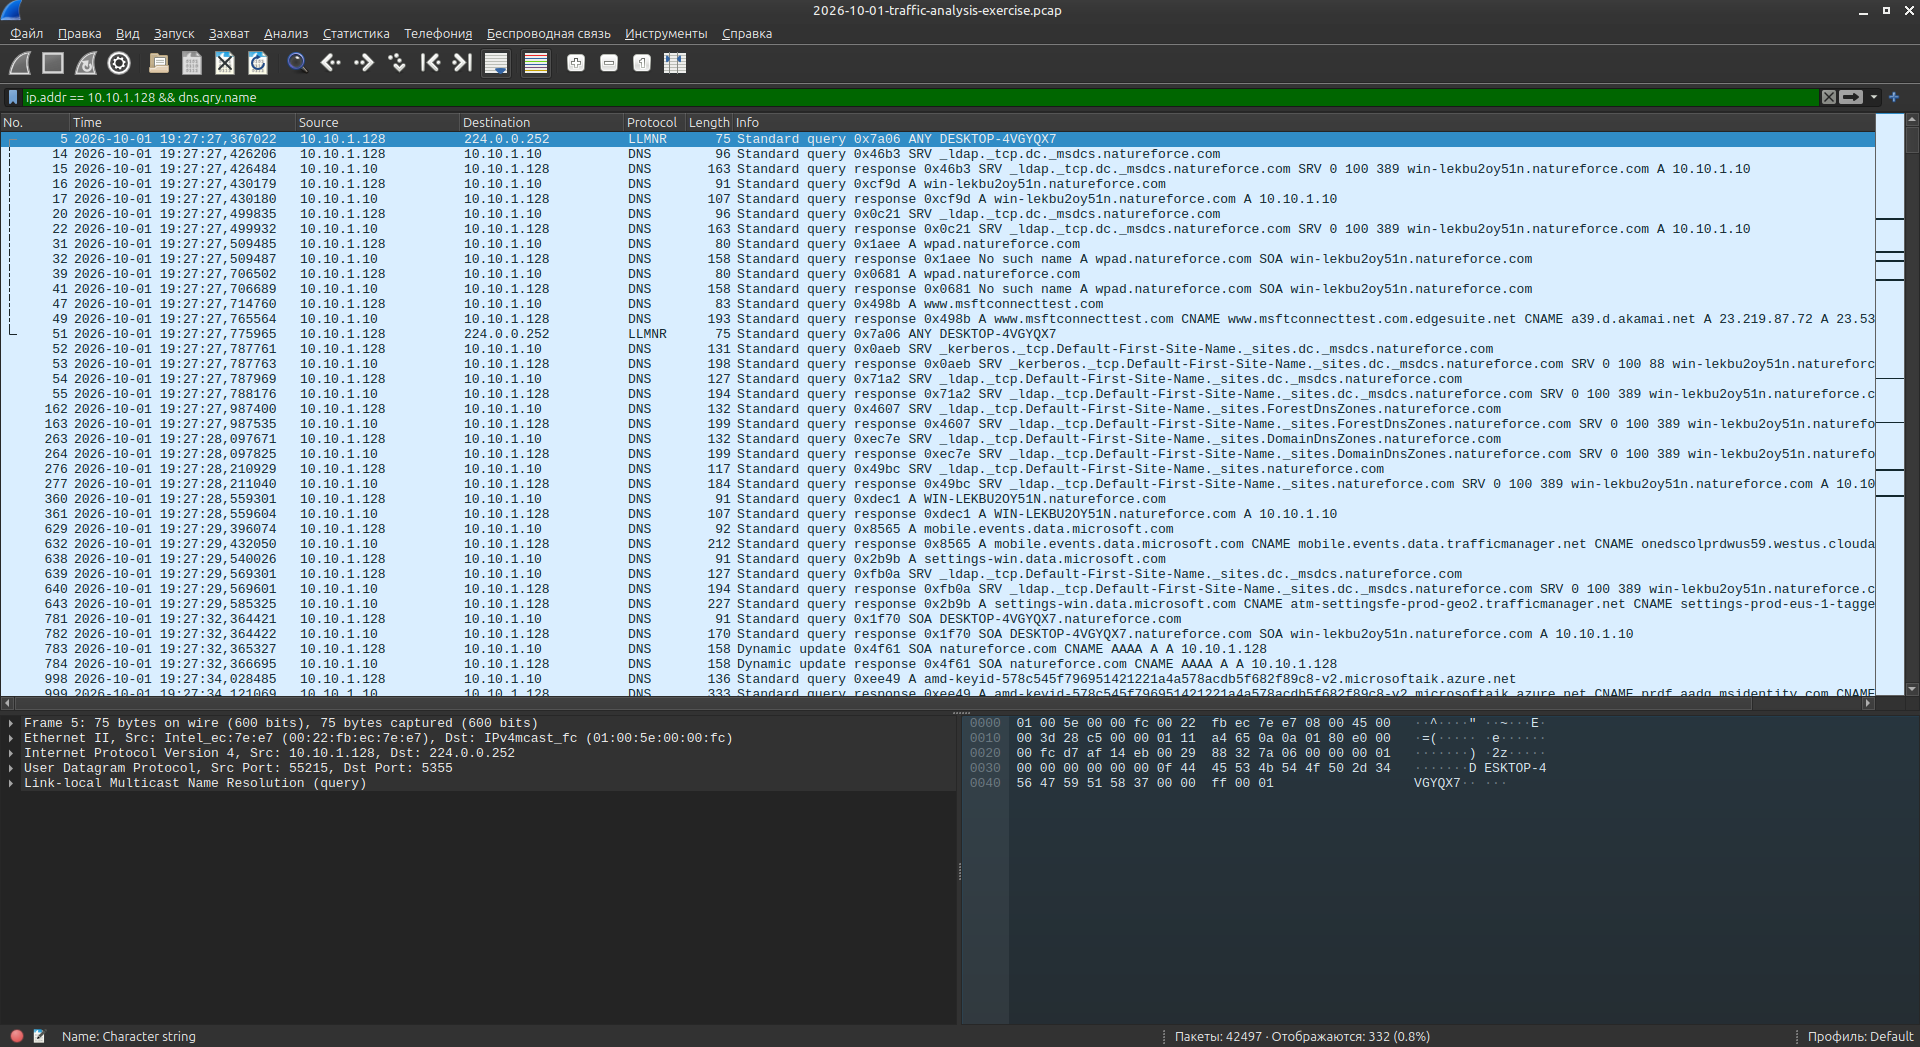 2026-10-01-traffic-analysis-exercise.pcap
Файл Правка Вид Запуск Захват Анализ Статистика Телефония Беспроводная связь Инструменты Справка
ip.addr == 10.10.1.128 && dns.qry.name
No. Time Source Destination Protocol Length Info
5 2026-10-01 19:27:27,367022 10.10.1.128 224.0.0.252 LLMNR 75 Standard query 0x7a06 ANY DESKTOP-4VGYQX7
14 2026-10-01 19:27:27,426206 10.10.1.128 10.10.1.10 DNS 96 Standard query 0x46b3 SRV _ldap._tcp.dc._msdcs.natureforce.com
15 2026-10-01 19:27:27,426484 10.10.1.10 10.10.1.128 DNS 163 Standard query response 0x46b3 SRV _ldap._tcp.dc._msdcs.natureforce.com SRV 0 100 389 win-lekbu2oy51n.natureforce.com A 10.10.1.10
16 2026-10-01 19:27:27,430179 10.10.1.128 10.10.1.10 DNS 91 Standard query 0xcf9d A win-lekbu2oy51n.natureforce.com
17 2026-10-01 19:27:27,430180 10.10.1.10 10.10.1.128 DNS 107 Standard query response 0xcf9d A win-lekbu2oy51n.natureforce.com A 10.10.1.10
20 2026-10-01 19:27:27,499835 10.10.1.128 10.10.1.10 DNS 96 Standard query 0x0c21 SRV _ldap._tcp.dc._msdcs.natureforce.com
22 2026-10-01 19:27:27,499932 10.10.1.10 10.10.1.128 DNS 163 Standard query response 0x0c21 SRV _ldap._tcp.dc._msdcs.natureforce.com SRV 0 100 389 win-lekbu2oy51n.natureforce.com A 10.10.1.10
31 2026-10-01 19:27:27,509485 10.10.1.128 10.10.1.10 DNS 80 Standard query 0x1aee A wpad.natureforce.com
32 2026-10-01 19:27:27,509487 10.10.1.10 10.10.1.128 DNS 158 Standard query response 0x1aee No such name A wpad.natureforce.com SOA win-lekbu2oy51n.natureforce.com
39 2026-10-01 19:27:27,706502 10.10.1.128 10.10.1.10 DNS 80 Standard query 0x0681 A wpad.natureforce.com
41 2026-10-01 19:27:27,706689 10.10.1.10 10.10.1.128 DNS 158 Standard query response 0x0681 No such name A wpad.natureforce.com SOA win-lekbu2oy51n.natureforce.com
47 2026-10-01 19:27:27,714760 10.10.1.128 10.10.1.10 DNS 83 Standard query 0x498b A www.msftconnecttest.com
49 2026-10-01 19:27:27,765564 10.10.1.10 10.10.1.128 DNS 193 Standard query response 0x498b A www.msftconnecttest.com CNAME www.msftconnecttest.com.edgesuite.net CNAME a39.d.akamai.net A 23.219.87.72 A 23.53
51 2026-10-01 19:27:27,775965 10.10.1.128 224.0.0.252 LLMNR 75 Standard query 0x7a06 ANY DESKTOP-4VGYQX7
52 2026-10-01 19:27:27,787761 10.10.1.128 10.10.1.10 DNS 131 Standard query 0x0aeb SRV _kerberos._tcp.Default-First-Site-Name._sites.dc._msdcs.natureforce.com
53 2026-10-01 19:27:27,787763 10.10.1.10 10.10.1.128 DNS 198 Standard query response 0x0aeb SRV _kerberos._tcp.Default-First-Site-Name._sites.dc._msdcs.natureforce.com SRV 0 100 88 win-lekbu2oy51n.natureforc
54 2026-10-01 19:27:27,787969 10.10.1.128 10.10.1.10 DNS 127 Standard query 0x71a2 SRV _ldap._tcp.Default-First-Site-Name._sites.dc._msdcs.natureforce.com
55 2026-10-01 19:27:27,788176 10.10.1.10 10.10.1.128 DNS 194 Standard query response 0x71a2 SRV _ldap._tcp.Default-First-Site-Name._sites.dc._msdcs.natureforce.com SRV 0 100 389 win-lekbu2oy51n.natureforce.c
162 2026-10-01 19:27:27,987400 10.10.1.128 10.10.1.10 DNS 132 Standard query 0x4607 SRV _ldap._tcp.Default-First-Site-Name._sites.ForestDnsZones.natureforce.com
163 2026-10-01 19:27:27,987535 10.10.1.10 10.10.1.128 DNS 199 Standard query response 0x4607 SRV _ldap._tcp.Default-First-Site-Name._sites.ForestDnsZones.natureforce.com SRV 0 100 389 win-lekbu2oy51n.naturefo
263 2026-10-01 19:27:28,097671 10.10.1.128 10.10.1.10 DNS 132 Standard query 0xec7e SRV _ldap._tcp.Default-First-Site-Name._sites.DomainDnsZones.natureforce.com
264 2026-10-01 19:27:28,097825 10.10.1.10 10.10.1.128 DNS 199 Standard query response 0xec7e SRV _ldap._tcp.Default-First-Site-Name._sites.DomainDnsZones.natureforce.com SRV 0 100 389 win-lekbu2oy51n.naturefo
276 2026-10-01 19:27:28,210929 10.10.1.128 10.10.1.10 DNS 117 Standard query 0x49bc SRV _ldap._tcp.Default-First-Site-Name._sites.natureforce.com
277 2026-10-01 19:27:28,211040 10.10.1.10 10.10.1.128 DNS 184 Standard query response 0x49bc SRV _ldap._tcp.Default-First-Site-Name._sites.natureforce.com SRV 0 100 389 win-lekbu2oy51n.natureforce.com A 10.10
360 2026-10-01 19:27:28,559301 10.10.1.128 10.10.1.10 DNS 91 Standard query 0xdec1 A WIN-LEKBU2OY51N.natureforce.com
361 2026-10-01 19:27:28,559604 10.10.1.10 10.10.1.128 DNS 107 Standard query response 0xdec1 A WIN-LEKBU2OY51N.natureforce.com A 10.10.1.10
629 2026-10-01 19:27:29,396074 10.10.1.128 10.10.1.10 DNS 92 Standard query 0x8565 A mobile.events.data.microsoft.com
632 2026-10-01 19:27:29,432050 10.10.1.10 10.10.1.128 DNS 212 Standard query response 0x8565 A mobile.events.data.microsoft.com CNAME mobile.events.data.trafficmanager.net CNAME onedscolprdwus59.westus.clouda
638 2026-10-01 19:27:29,540026 10.10.1.128 10.10.1.10 DNS 91 Standard query 0x2b9b A settings-win.data.microsoft.com
639 2026-10-01 19:27:29,569301 10.10.1.128 10.10.1.10 DNS 127 Standard query 0xfb0a SRV _ldap._tcp.Default-First-Site-Name._sites.dc._msdcs.natureforce.com
640 2026-10-01 19:27:29,569601 10.10.1.10 10.10.1.128 DNS 194 Standard query response 0xfb0a SRV _ldap._tcp.Default-First-Site-Name._sites.dc._msdcs.natureforce.com SRV 0 100 389 win-lekbu2oy51n.natureforce.c
643 2026-10-01 19:27:29,585325 10.10.1.10 10.10.1.128 DNS 227 Standard query response 0x2b9b A settings-win.data.microsoft.com CNAME atm-settingsfe-prod-geo2.trafficmanager.net CNAME settings-prod-eus-1-tagge
781 2026-10-01 19:27:32,364421 10.10.1.128 10.10.1.10 DNS 91 Standard query 0x1f70 SOA DESKTOP-4VGYQX7.natureforce.com
782 2026-10-01 19:27:32,364422 10.10.1.10 10.10.1.128 DNS 170 Standard query response 0x1f70 SOA DESKTOP-4VGYQX7.natureforce.com SOA win-lekbu2oy51n.natureforce.com A 10.10.1.10
783 2026-10-01 19:27:32,365327 10.10.1.128 10.10.1.10 DNS 158 Dynamic update 0x4f61 SOA natureforce.com CNAME AAAA A A 10.10.1.128
784 2026-10-01 19:27:32,366695 10.10.1.10 10.10.1.128 DNS 158 Dynamic update response 0x4f61 SOA natureforce.com CNAME AAAA A A 10.10.1.128
998 2026-10-01 19:27:34,028485 10.10.1.128 10.10.1.10 DNS 136 Standard query 0xee49 A amd-keyid-578c545f796951421221a4a578acdb5f682f89c8-v2.microsoftaik.azure.net
999 2026-10-01 19:27:34,121069 10.10.1.10 10.10.1.128 DNS 333 Standard query response 0xee49 A amd-keyid-578c545f796951421221a4a578acdb5f682f89c8-v2.microsoftaik.azure.net CNAME prdf.aadg.msidentity.com CNAME
Frame 5: 75 bytes on wire (600 bits), 75 bytes captured (600 bits)
Ethernet II, Src: Intel_ec:7e:e7 (00:22:fb:ec:7e:e7), Dst: IPv4mcast_fc (01:00:5e:00:00:fc)
Internet Protocol Version 4, Src: 10.10.1.128, Dst: 224.0.0.252
User Datagram Protocol, Src Port: 55215, Dst Port: 5355
Link-local Multicast Name Resolution (query)
0000 01 00 5e 00 00 fc 00 22 fb ec 7e e7 08 00 45 00 ··^····" ··~···E·
0010 00 3d 28 c5 00 00 01 11 a4 65 0a 0a 01 80 e0 00 ·=(····· ·e······
0020 00 fc d7 af 14 eb 00 29 88 32 7a 06 00 00 00 01 ·······) ·2z·····
0030 00 00 00 00 00 00 0f 44 45 53 4b 54 4f 50 2d 34 ·······D ESKTOP-4
0040 56 47 59 51 58 37 00 00 ff 00 01 VGYQX7·· ···
Name: Character string
Пакеты: 42497 · Отображаются: 332 (0.8%)
Профиль: Default